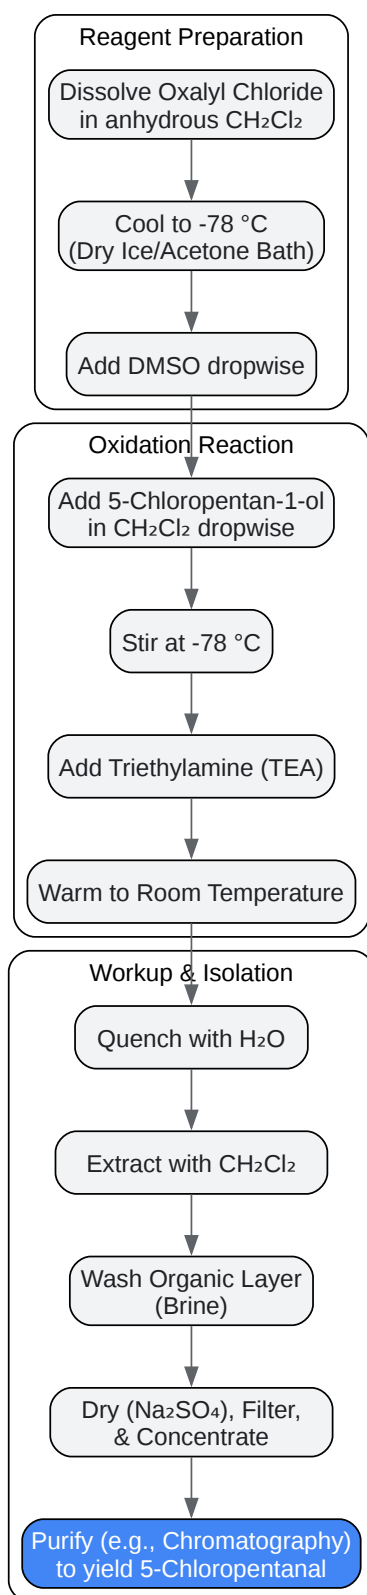 Reagent Preparation
Dissolve Oxalyl Chloride
in anhydrous CH₂Cl₂
Cool to -78 °C
(Dry Ice/Acetone Bath)
Add DMSO dropwise
Oxidation Reaction
Add 5-Chloropentan-1-ol
in CH₂Cl₂ dropwise
Stir at -78 °C
Add Triethylamine (TEA)
Warm to Room Temperature
Workup & Isolation
Quench with H₂O
Extract with CH₂Cl₂
Wash Organic Layer
(Brine)
Dry (Na₂SO₄), Filter,
& Concentrate
Purify (e.g., Chromatography)
to yield 5-Chloropentanal